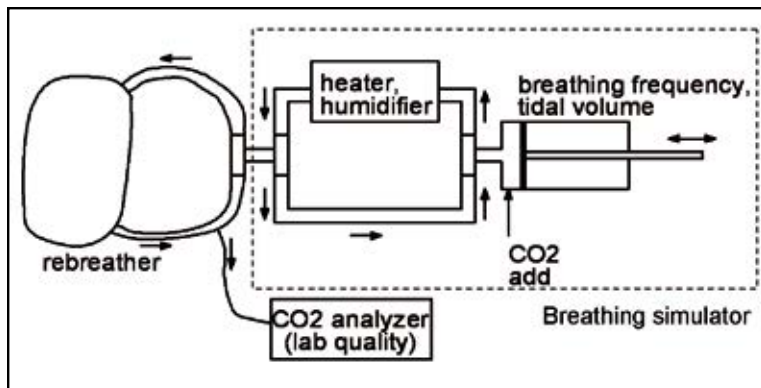 heater,
humidifier
breathing frequency,
tidal volume
rebreather
CO2
add
CO2 analyzer
(lab quality)
Breathing simulator